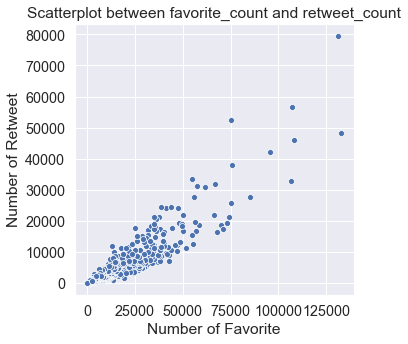 Scatterplot between favorite_count and retweet_count
80000
70000
60000
50000
40000
30000
20000
10000
0
Number of Retweet
0 25000 50000 75000 100000 125000
Number of Favorite